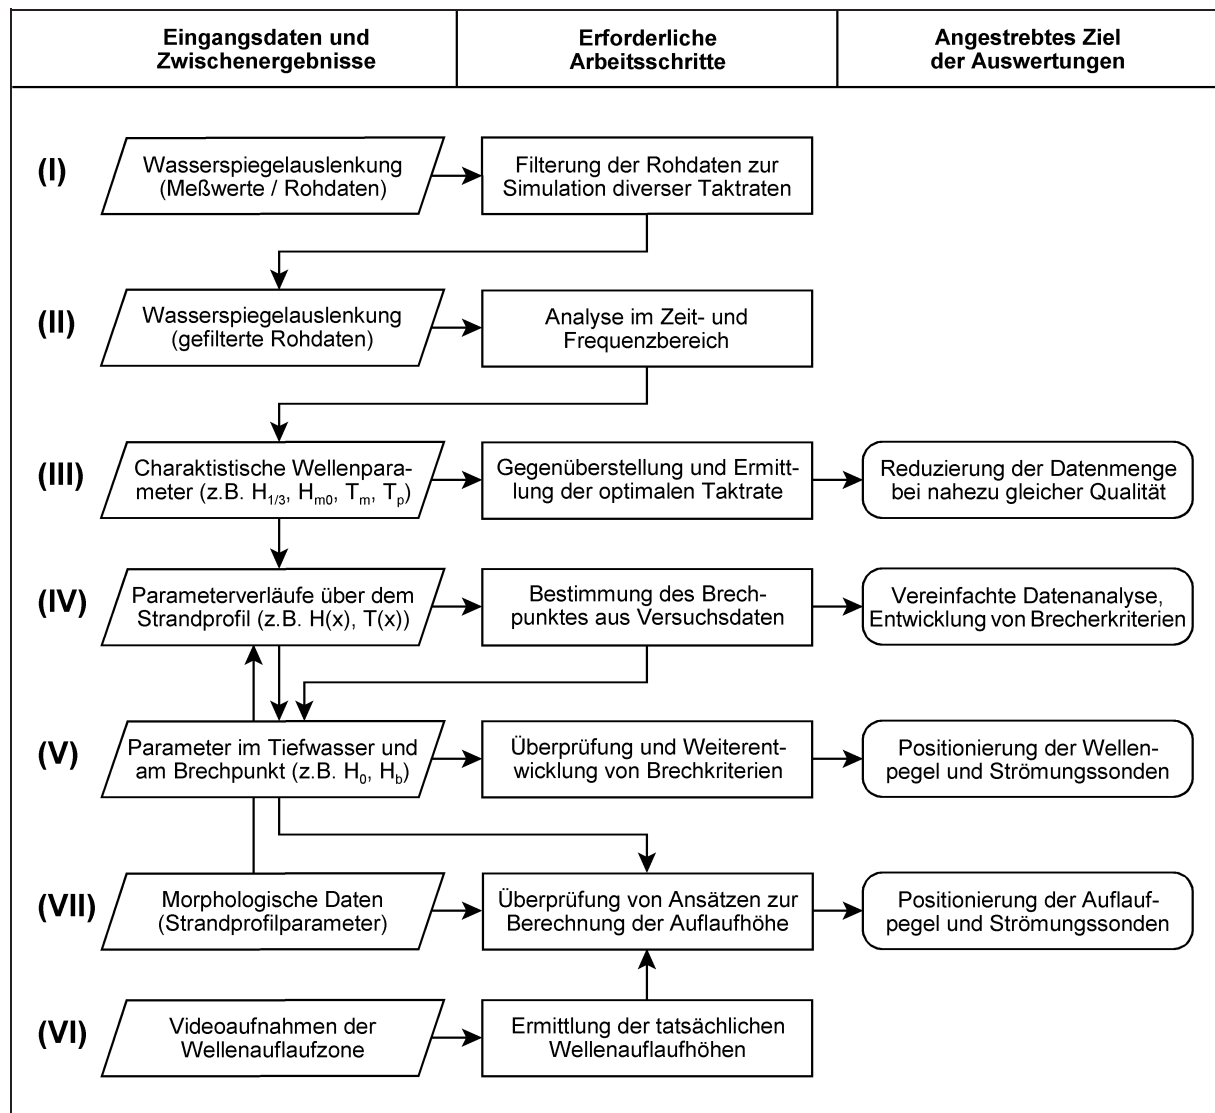 Eingangsdaten und
Zwischenergebnisse
Erforderliche
Arbeitsschritte
Angestrebtes Ziel
der Auswertungen
(I)
Wasserspiegelauslenkung
(Meßwerte / Rohdaten)
Filterung der Rohdaten zur
Simulation diverser Taktraten
(II)
Wasserspiegelauslenkung
(gefilterte Rohdaten)
Analyse im Zeit- und
Frequenzbereich
(III)
Charaktistische Wellenpara-
meter (z.B. H1/3, Hm0, Tm, Tp)
Gegenüberstellung und Ermitt-
lung der optimalen Taktrate
Reduzierung der Datenmenge
bei nahezu gleicher Qualität
(IV)
Parameterverläufe über dem
Strandprofil (z.B. H(x), T(x))
Bestimmung des Brech-
punktes aus Versuchsdaten
Vereinfachte Datenanalyse,
Entwicklung von Brecherkriterien
(V)
Parameter im Tiefwasser und
am Brechpunkt (z.B. H0, Hb)
Überprüfung und Weiterent-
wicklung von Brechkriterien
Positionierung der Wellen-
pegel und Strömungssonden
(VII)
Morphologische Daten
(Strandprofilparameter)
Überprüfung von Ansätzen zur
Berechnung der Auflaufhöhe
Positionierung der Auflauf-
pegel und Strömungssonden
(VI)
Videoaufnahmen der
Wellenauflaufzone
Ermittlung der tatsächlichen
Wellenauflaufhöhen